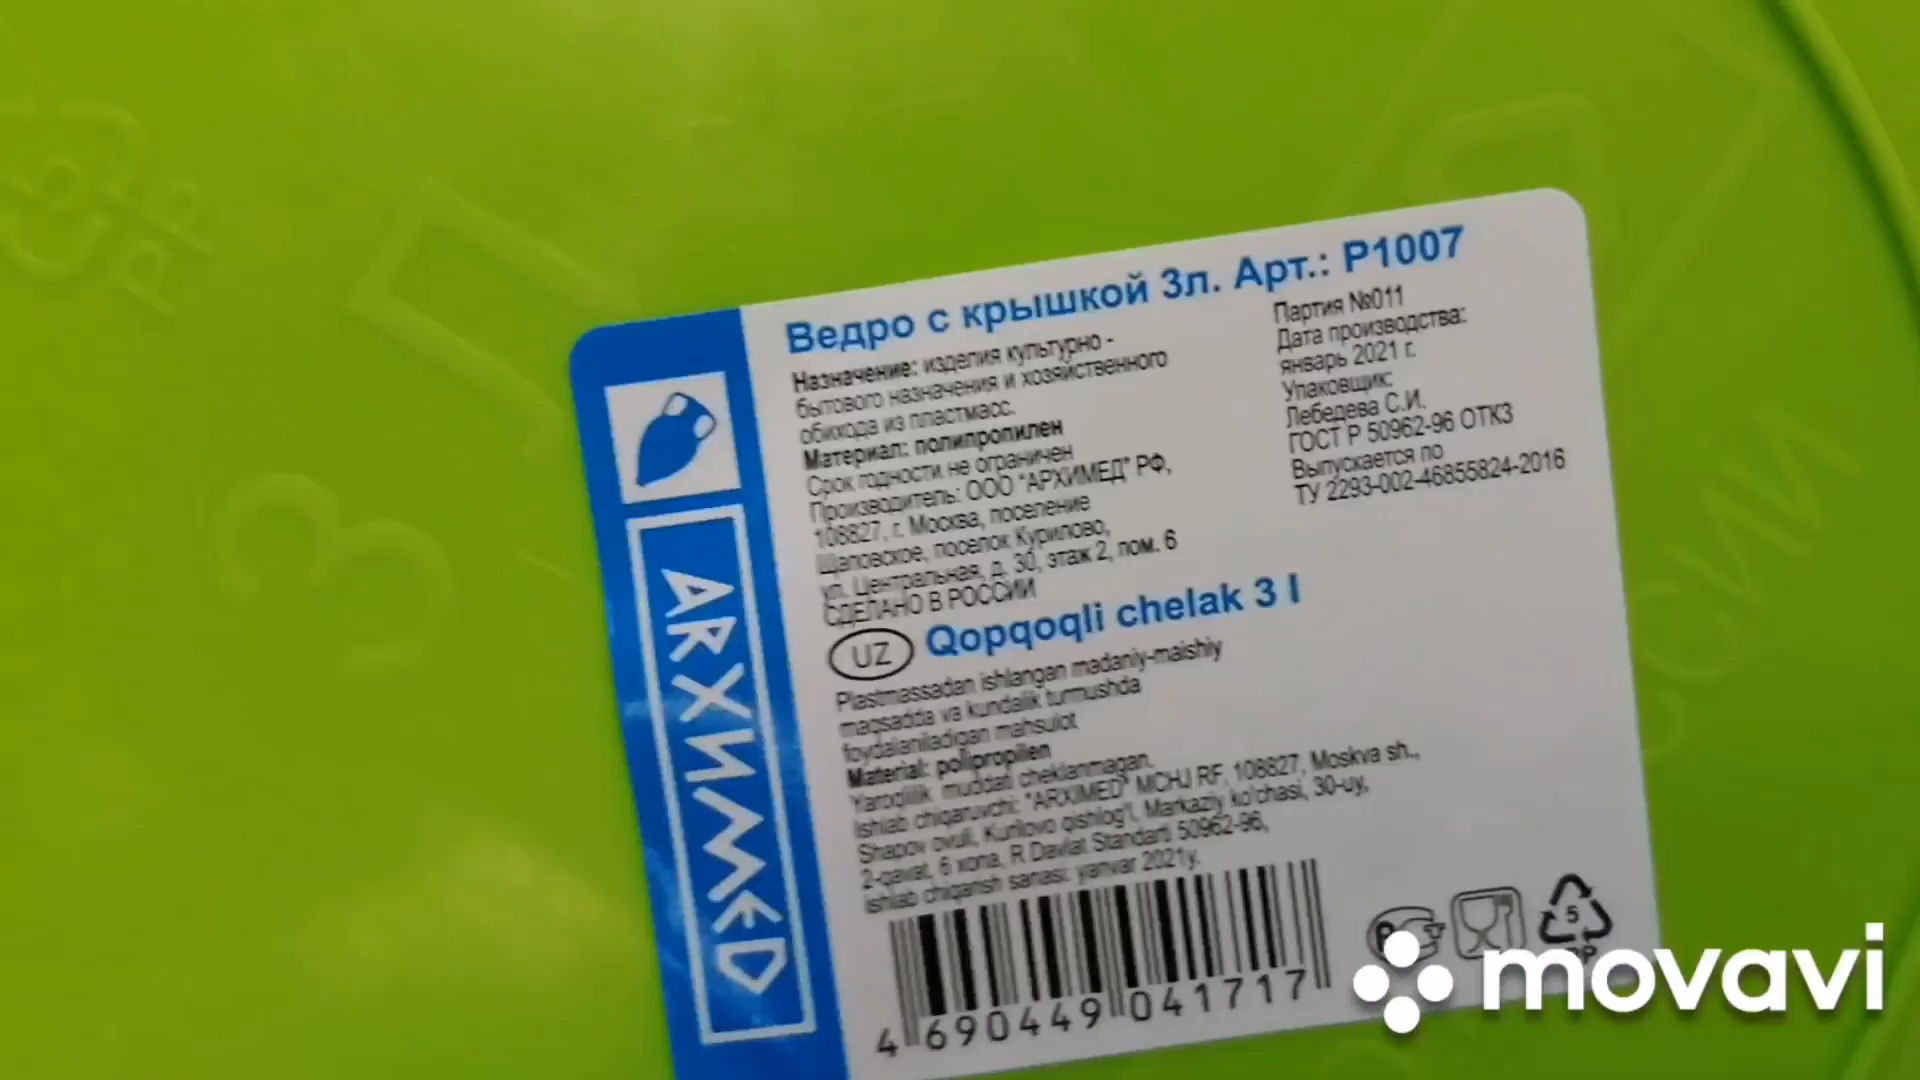 Ведро с крышкой 3л. Арт.: Р1007
Назначение: изделия культурно -
бытового назначения и хозяйственного
обихода из пластмасс.
Материал: полипропилен
Срок годности не ограничен
Производитель: ООО "АРХИМЕД" РФ,
108827, г. Москва, поселение
Щаповское, поселок Курилово,
ул. Центральная, д. 30, этаж 2, пом. 6
СДЕЛАНО В РОССИИ
Партия №011
Дата производства:
январь 2021 г.
Упаковщик:
Лебедева С.И.
ГОСТ Р 50962-96 ОТК3
Выпускается по
ТУ 2293-002-46855824-2016
UZ Qopqoqli chelak 3 l
Plastmassadan ishlangan madaniy-maishiy
maqsadda va kundalik turmushda
foydalaniladigan mahsulot
Material: polipropilen
Yaroqlilik muddati cheklanmagan.
Ishlab chiqaruvchi: "ARXIMED" MCHJ RF, 108827, Moskva sh.,
Shapov ovuli, Kurilovo qishlog'i, Markaziy ko'chasi, 30-uy,
2-qavat, 6 xona, R Davlat Standarti 50962-96,
Ishlab chiqarish sanasi: yanvar 2021y.
4 690449 041717
ARXИMED
5
PP
3
movavi